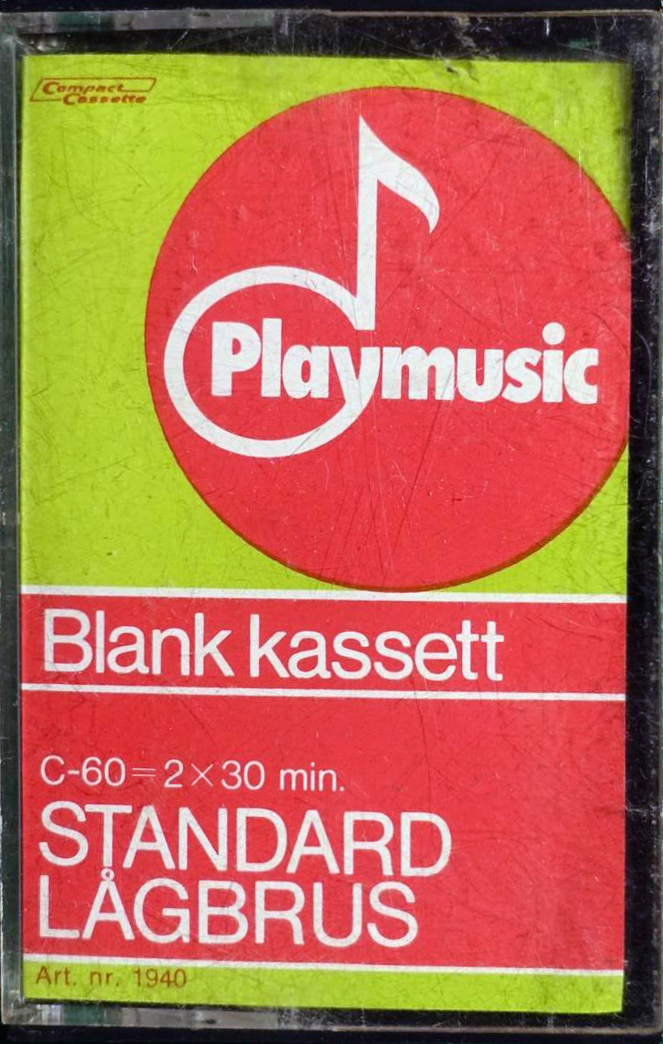 Compact
Cassette
Playmusic
Blank kassett
C-60=2×30 min.
STANDARD
LÅGBRUS
Art. nr. 1940